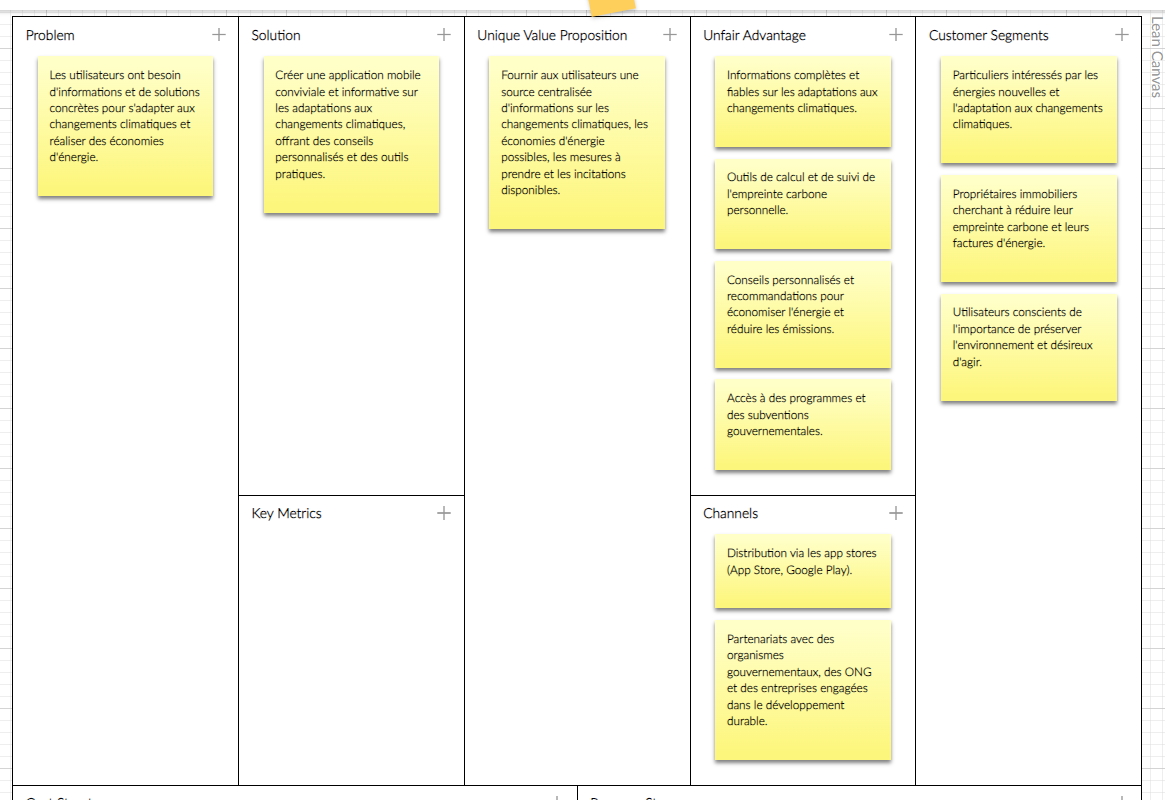 Problem
Les utilisateurs ont besoin
d'informations et de solutions
concrètes pour s'adapter aux
changements climatiques et
réaliser des économies
d'énergie.
Solution
Créer une application mobile
conviviale et informative sur
les adaptations aux
changements climatiques,
offrant des conseils
personnalisés et des outils
pratiques.
Key Metrics
Unique Value Proposition
Fournir aux utilisateurs une
source centralisée
d'informations sur les
changements climatiques, les
économies d'énergie
possibles, les mesures à
prendre et les incitations
disponibles.
Unfair Advantage
Informations complètes et
fiables sur les adaptations aux
changements climatiques.
Outils de calcul et de suivi de
l'empreinte carbone
personnelle.
Conseils personnalisés et
recommandations pour
économiser l'énergie et
réduire les émissions.
Accès à des programmes et
des subventions
gouvernementales.
Channels
Distribution via les app stores
(App Store, Google Play).
Partenariats avec des
organismes
gouvernementaux, des ONG
et des entreprises engagées
dans le développement
durable.
Customer Segments
Particuliers intéressés par les
énergies nouvelles et
l'adaptation aux changements
climatiques.
Propriétaires immobiliers
cherchant à réduire leur
empreinte carbone et leurs
factures d'énergie.
Utilisateurs conscients de
l'importance de préserver
l'environnement et désireux
d'agir.
Lean Canvas